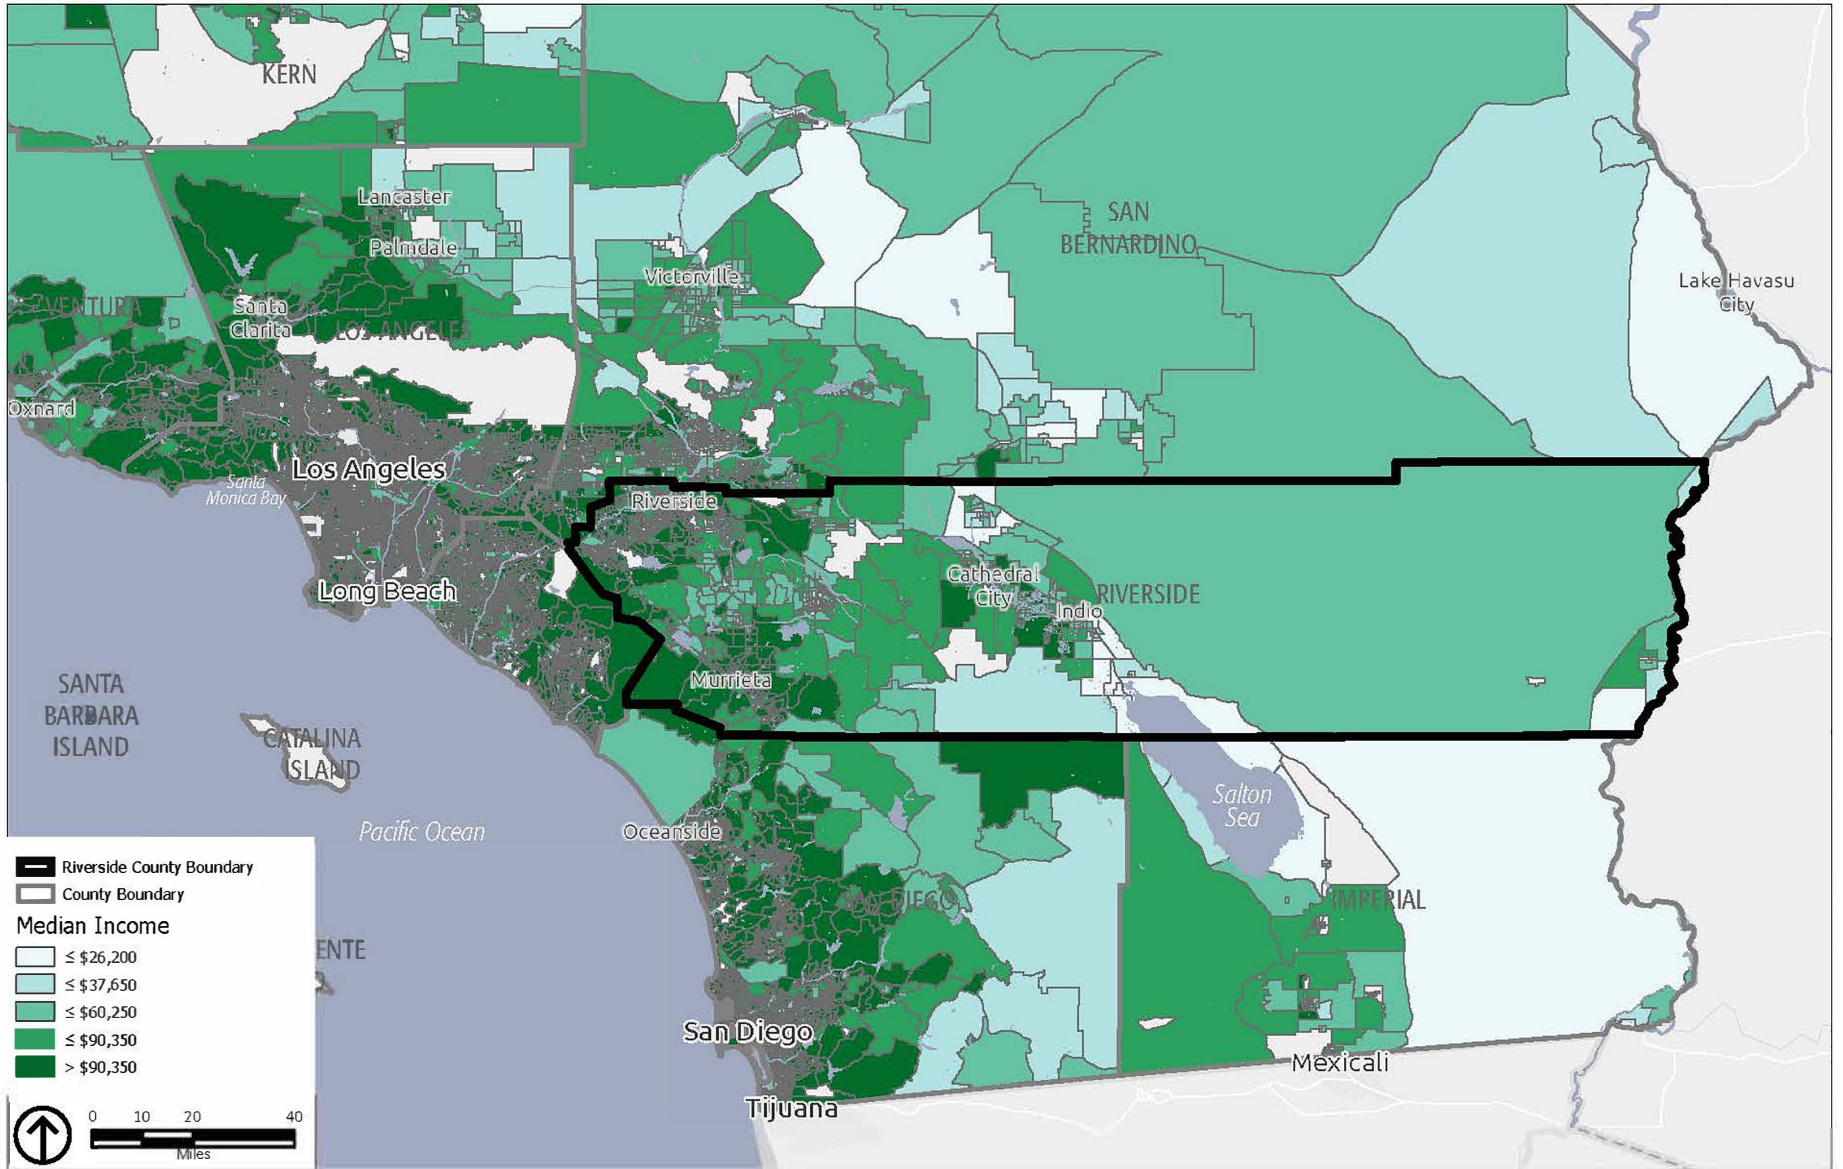 KERN
Lancaster
Palmdale
SAN
BERNARDINO
Victorville
Lake Havasu
City
VENTURA
Santa
Clarita
LOS ANGELES
Oxnard
Los Angeles
Santa
Monica Bay
Riverside
Long Beach
Cathedral
City
RIVERSIDE
Indio
Murrieta
SANTA
BARBARA
ISLAND
CATALINA
ISLAND
Salton
Sea
Pacific Ocean
Oceanside
SAN DIEGO
IMPERIAL
ENTE
San Diego
Mexicali
Tijuana
Riverside County Boundary
County Boundary
Median Income
≤ $26,200
≤ $37,650
≤ $60,250
≤ $90,350
> $90,350
0 10 20 40
Miles